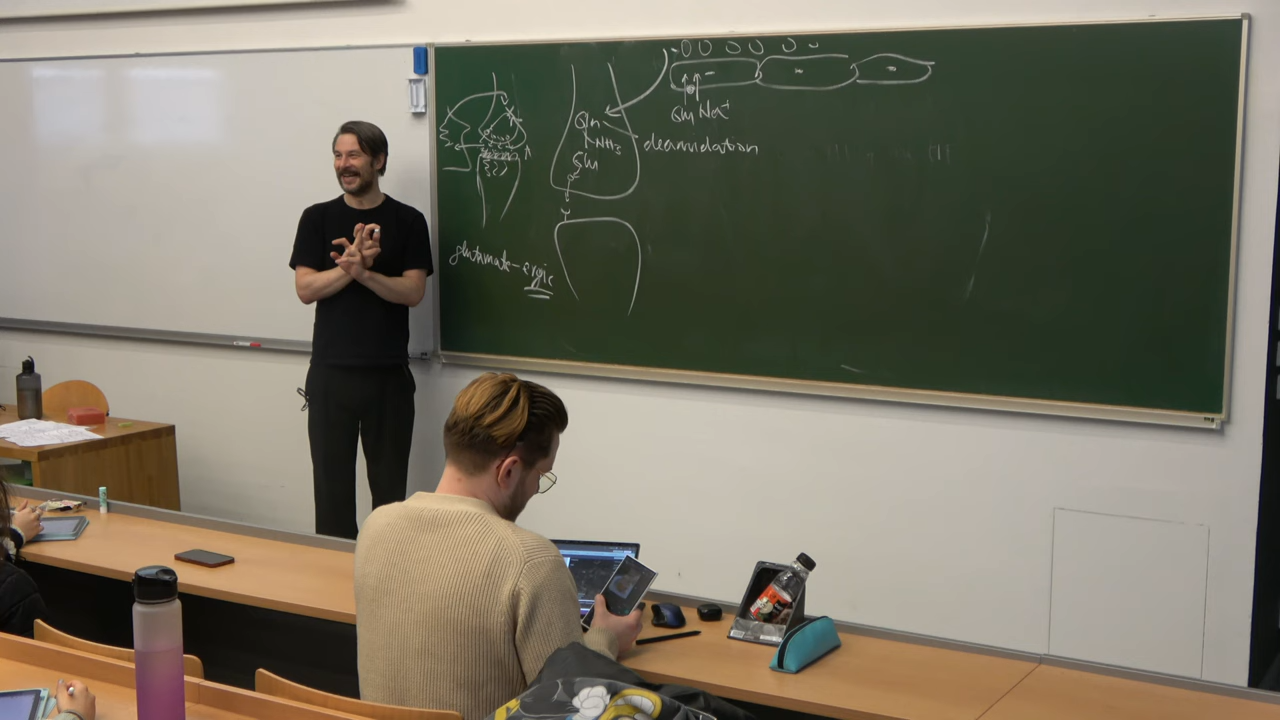 Gln Na⁺
Gln
NH₃
deamidation
Glu
glutamate-ergic